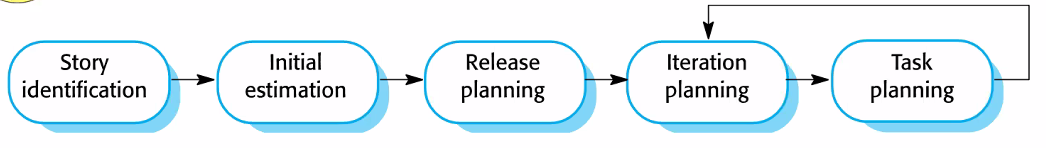 Story
identification
Initial
estimation
Release
planning
Iteration
planning
Task
planning